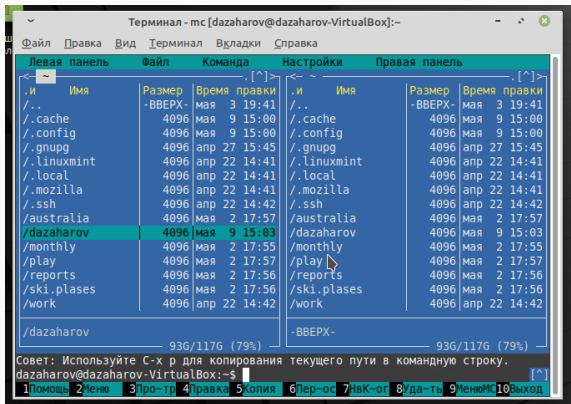 Терминал - mc [dazaharov@dazaharov-VirtualBox]:~
Файл Правка Вид Терминал Вкладки Справка
Левая панель Файл Команда Настройки Правая панель
<- ~ .[^]> <- ~ .[^]>
.и Имя Размер Время правки .и Имя Размер Время правки
/.. -ВВЕРХ- мая 3 19:41 /.. -ВВЕРХ- мая 3 19:41
/.cache 4096 мая 9 15:00 /.cache 4096 мая 9 15:00
/.config 4096 мая 9 15:00 /.config 4096 мая 9 15:00
/.gnupg 4096 апр 27 15:45 /.gnupg 4096 апр 27 15:45
/.linuxmint 4096 апр 22 14:41 /.linuxmint 4096 апр 22 14:41
/.local 4096 апр 22 14:41 /.local 4096 апр 22 14:41
/.mozilla 4096 апр 22 14:41 /.mozilla 4096 апр 22 14:41
/.ssh 4096 апр 22 14:42 /.ssh 4096 апр 22 14:42
/australia 4096 мая 2 17:57 /australia 4096 мая 2 17:57
/dazaharov 4096 мая 9 15:03 /dazaharov 4096 мая 9 15:03
/monthly 4096 мая 2 17:55 /monthly 4096 мая 2 17:55
/play 4096 мая 2 17:57 /play 4096 мая 2 17:57
/reports 4096 мая 2 17:56 /reports 4096 мая 2 17:56
/ski.plases 4096 мая 2 17:56 /ski.plases 4096 мая 2 17:56
/work 4096 апр 22 14:42 /work 4096 апр 22 14:42
/dazaharov -ВВЕРХ-
93G/117G (79%) 93G/117G (79%)
Совет: Используйте C-x p для копирования текущего пути в командную строку.
dazaharov@dazaharov-VirtualBox:~$ [^]
1Помощь 2Меню 3Про~тр 4Правка 5Копия 6Пер~ос 7НвК~ог 8Уда~ть 9МенюMC 10Выход